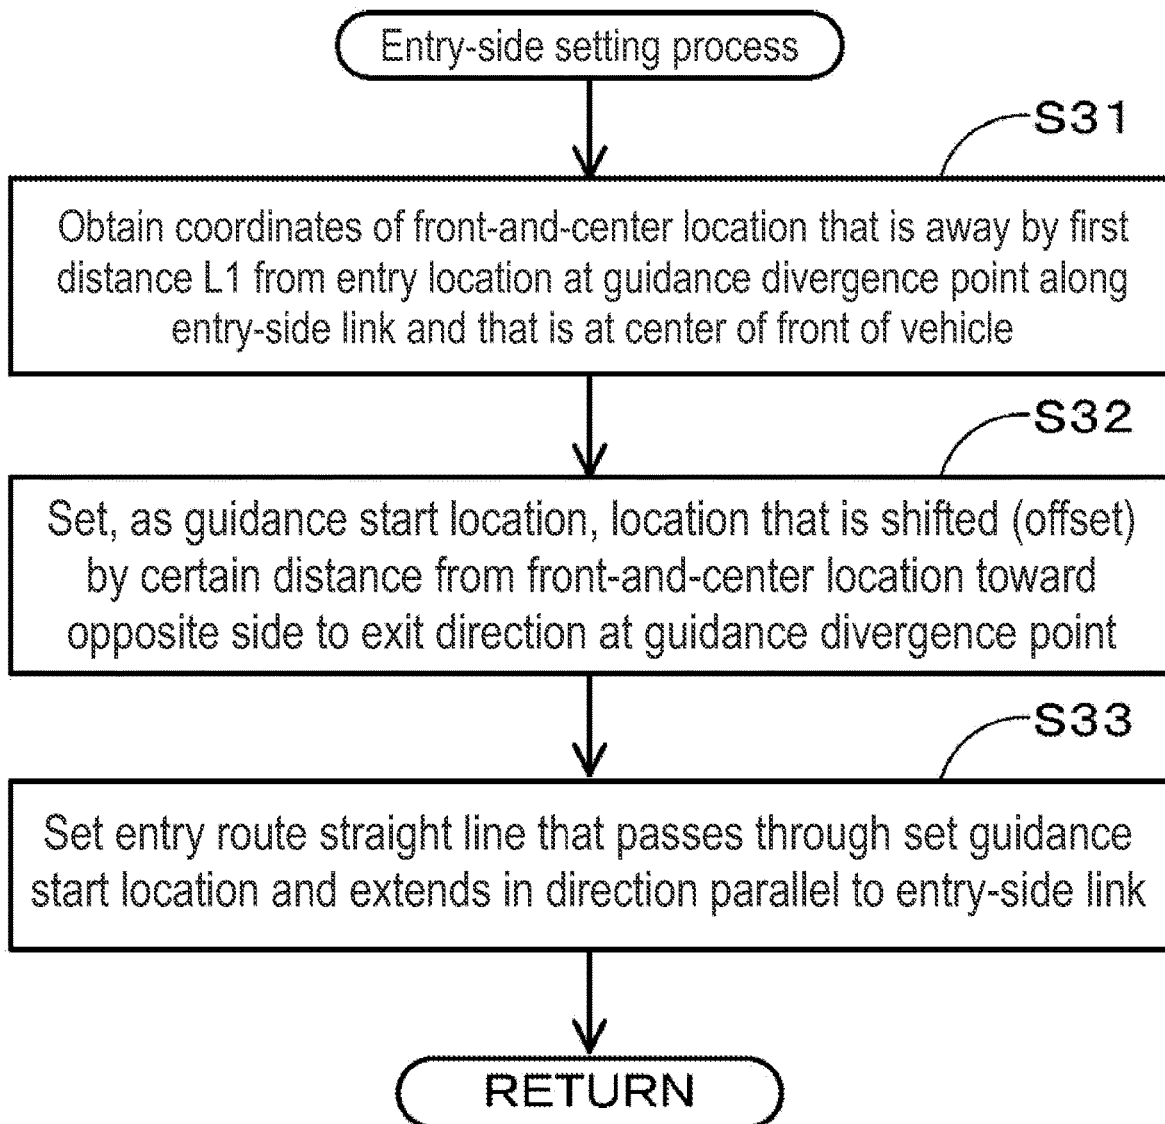 Entry-side setting process
S31
Obtain coordinates of front-and-center location that is away by first
distance L1 from entry location at guidance divergence point along
entry-side link and that is at center of front of vehicle
S32
Set, as guidance start location, location that is shifted (offset)
by certain distance from front-and-center location toward
opposite side to exit direction at guidance divergence point
S33
Set entry route straight line that passes through set guidance
start location and extends in direction parallel to entry-side link
RETURN